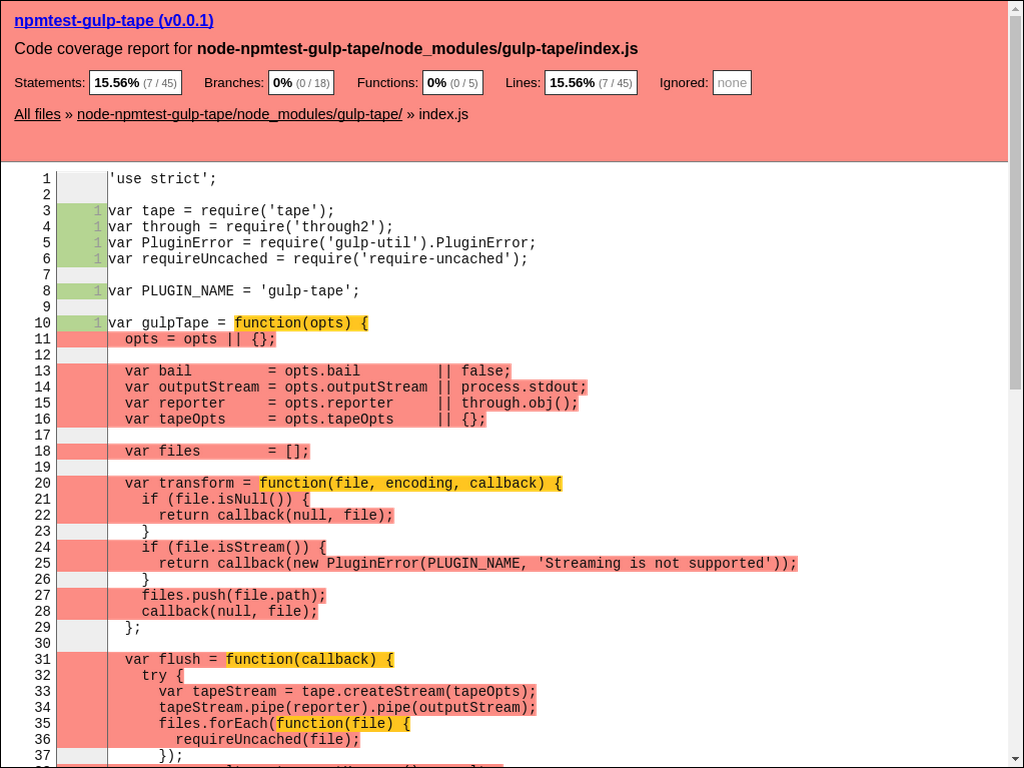 npmtest-gulp-tape (v0.0.1)
Code coverage report for node-npmtest-gulp-tape/node_modules/gulp-tape/index.js
Statements: 15.56% (7 / 45) Branches: 0% (0 / 18) Functions: 0% (0 / 5) Lines: 15.56% (7 / 45) Ignored: none
All files » node-npmtest-gulp-tape/node_modules/gulp-tape/ » index.js
1 'use strict';
2
3 1 var tape = require('tape');
4 1 var through = require('through2');
5 1 var PluginError = require('gulp-util').PluginError;
6 1 var requireUncached = require('require-uncached');
7
8 1 var PLUGIN_NAME = 'gulp-tape';
9
10 1 var gulpTape = function(opts) {
11   opts = opts || {};
12
13   var bail         = opts.bail         || false;
14   var outputStream = opts.outputStream || process.stdout;
15   var reporter     = opts.reporter     || through.obj();
16   var tapeOpts     = opts.tapeOpts     || {};
17
18   var files        = [];
19
20   var transform = function(file, encoding, callback) {
21     if (file.isNull()) {
22       return callback(null, file);
23     }
24     if (file.isStream()) {
25       return callback(new PluginError(PLUGIN_NAME, 'Streaming is not supported'));
26     }
27     files.push(file.path);
28     callback(null, file);
29   };
30
31   var flush = function(callback) {
32     try {
33       var tapeStream = tape.createStream(tapeOpts);
34       tapeStream.pipe(reporter).pipe(outputStream);
35       files.forEach(function(file) {
36         requireUncached(file);
37       });